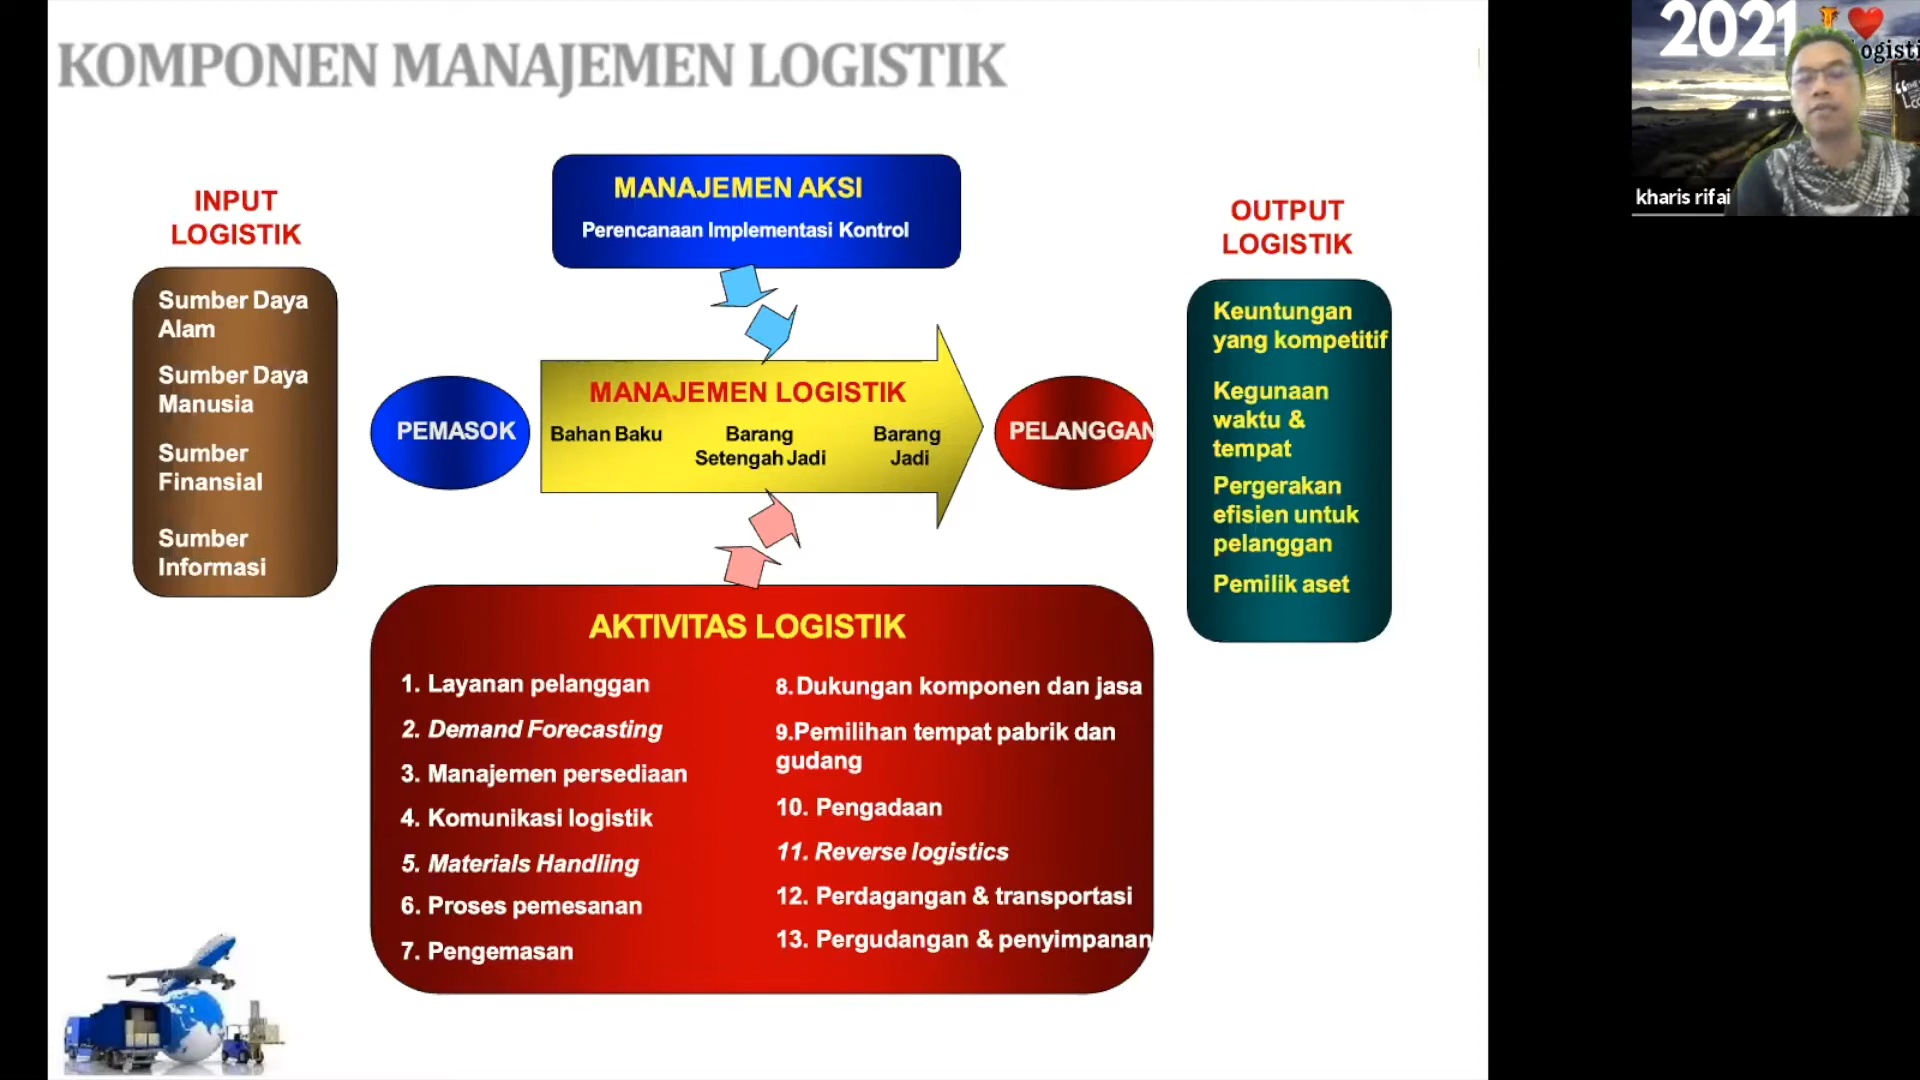 KOMPONEN MANAJEMEN LOGISTIK
INPUT
LOGISTIK
Sumber Daya
Alam
Sumber Daya
Manusia
Sumber
Finansial
Sumber
Informasi
MANAJEMEN AKSI
Perencanaan Implementasi Kontrol
PEMASOK
MANAJEMEN LOGISTIK
Bahan Baku
Barang
Setengah Jadi
Barang
Jadi
PELANGGAN
OUTPUT
LOGISTIK
Keuntungan
yang kompetitif
Kegunaan
waktu &
tempat
Pergerakan
efisien untuk
pelanggan
Pemilik aset
AKTIVITAS LOGISTIK
1. Layanan pelanggan
2. Demand Forecasting
3. Manajemen persediaan
4. Komunikasi logistik
5. Materials Handling
6. Proses pemesanan
7. Pengemasan
8.Dukungan komponen dan jasa
9.Pemilihan tempat pabrik dan
gudang
10. Pengadaan
11. Reverse logistics
12. Perdagangan & transportasi
13. Pergudangan & penyimpanan
2021
kharis rifai